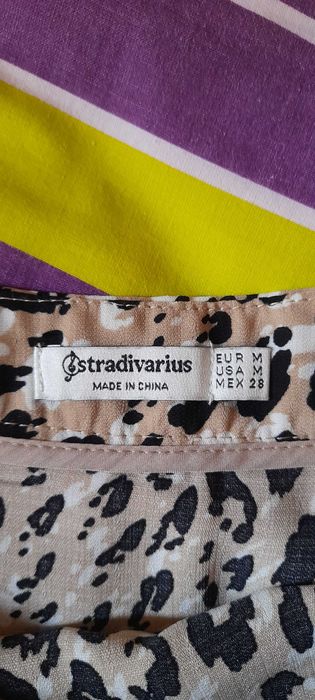 stradivarius
MADE IN CHINA
EUR M
USA M
MEX 28